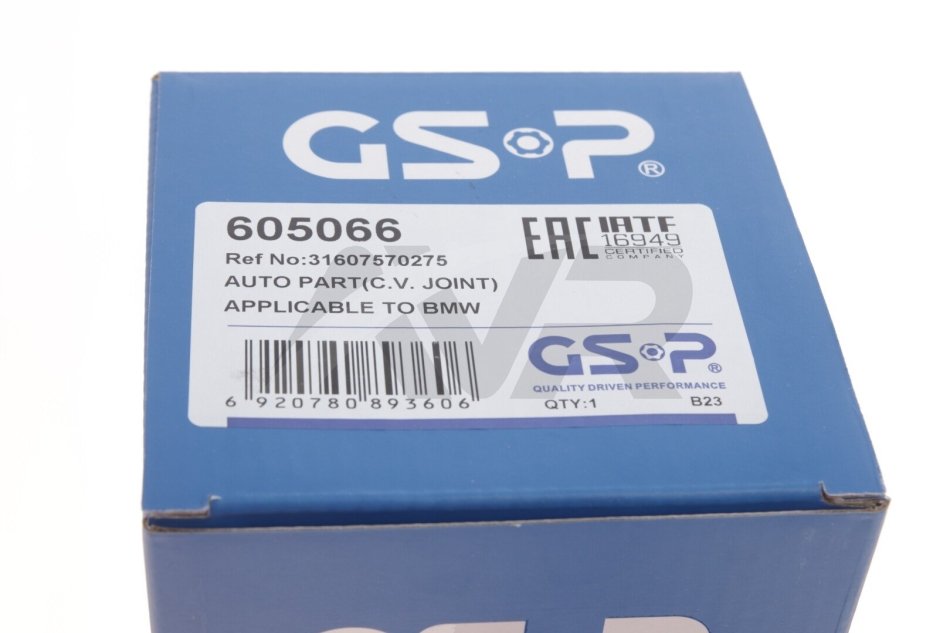 GSP®
605066
Ref No:31607570275
AUTO PART(C.V. JOINT)
APPLICABLE TO BMW
EAC
IATF
16949
CERTIFIED
COMPANY
6 920780 893606
GSP®
QUALITY DRIVEN PERFORMANCE
QTY:1
B23